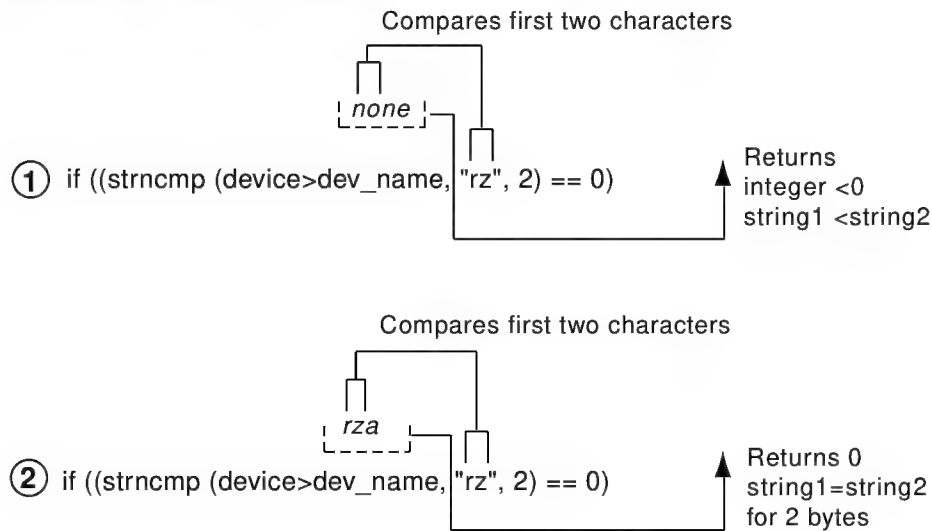 Compares first two characters
none
① if ((strncmp (device>dev_name, "rz", 2) == 0)
Returns
integer <0
string1 <string2
Compares first two characters
rza
② if ((strncmp (device>dev_name, "rz", 2) == 0)
Returns 0
string1=string2
for 2 bytes